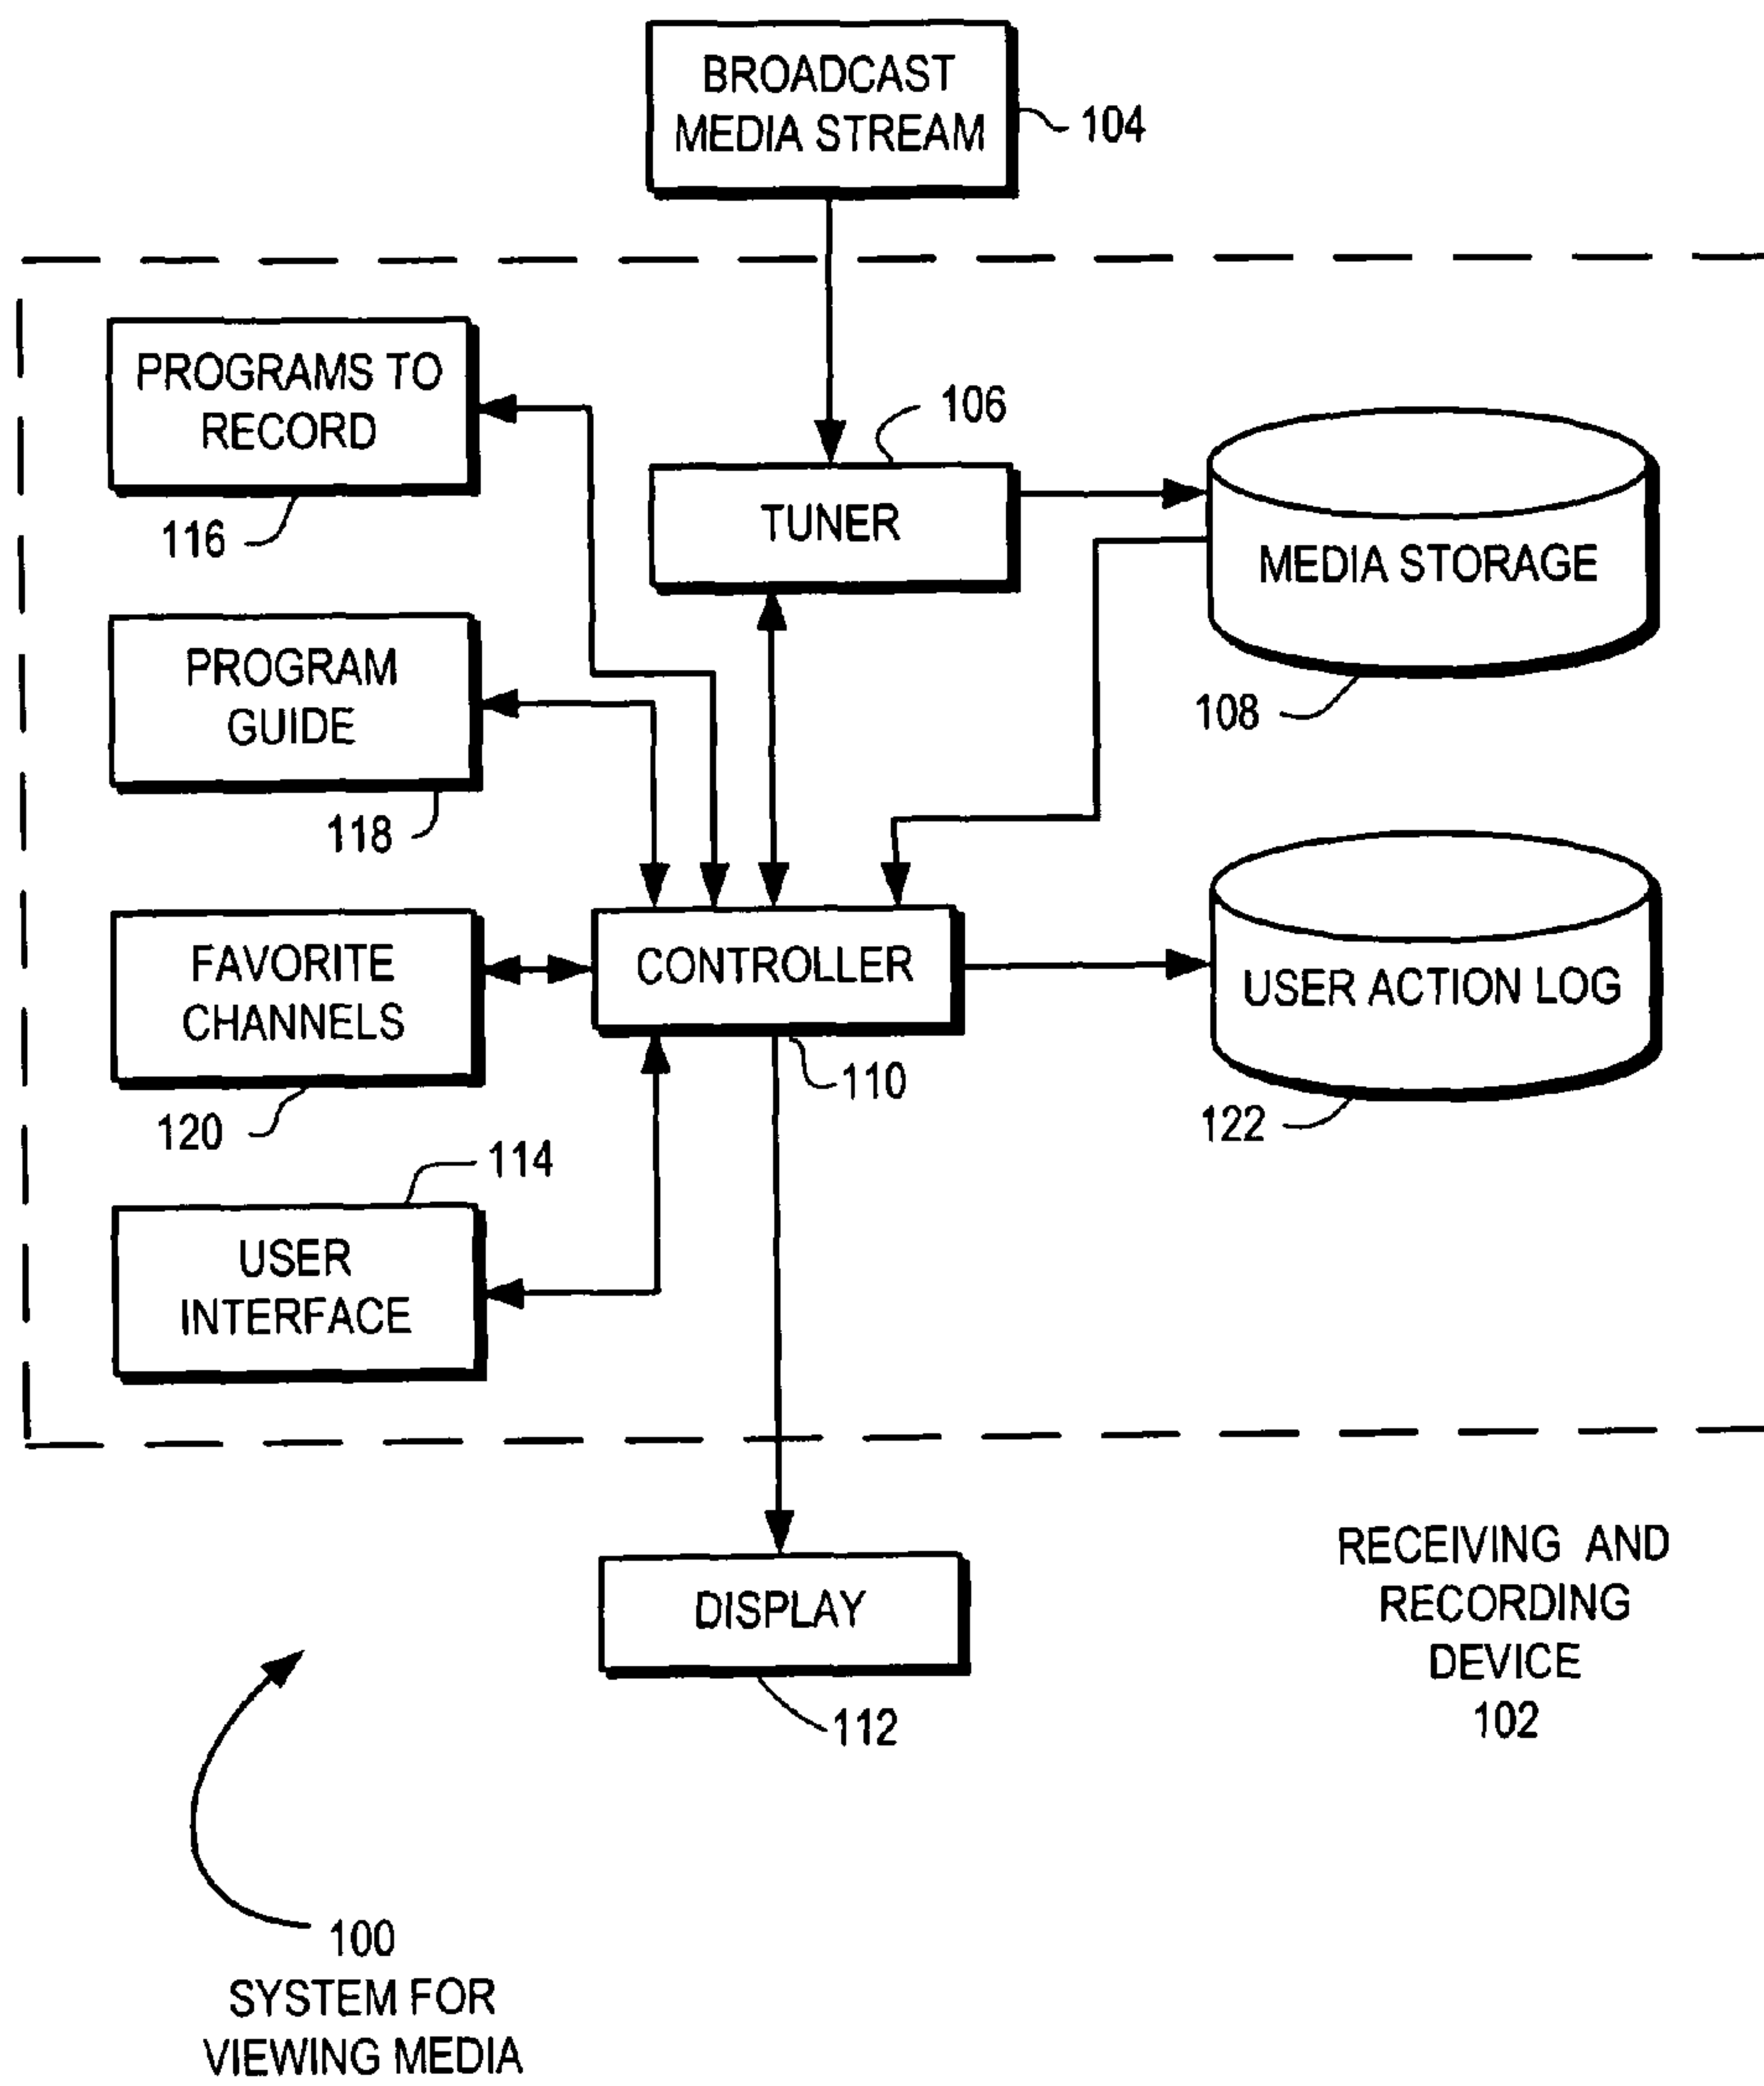 BROADCAST
MEDIA STREAM
104
PROGRAMS TO
RECORD
116
106
TUNER
MEDIA STORAGE
108
PROGRAM
GUIDE
118
FAVORITE
CHANNELS
120
CONTROLLER
110
USER ACTION LOG
122
114
USER
INTERFACE
DISPLAY
112
RECEIVING AND
RECORDING
DEVICE
102
100
SYSTEM FOR
VIEWING MEDIA